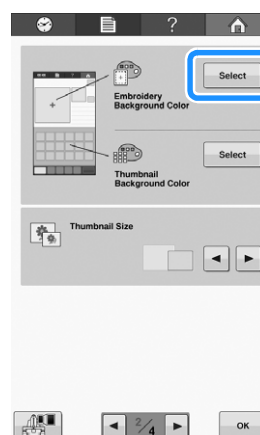 ?
Select
Embroidery
Background Color
Select
Thumbnail
Background Color
Thumbnail Size
2/4
OK